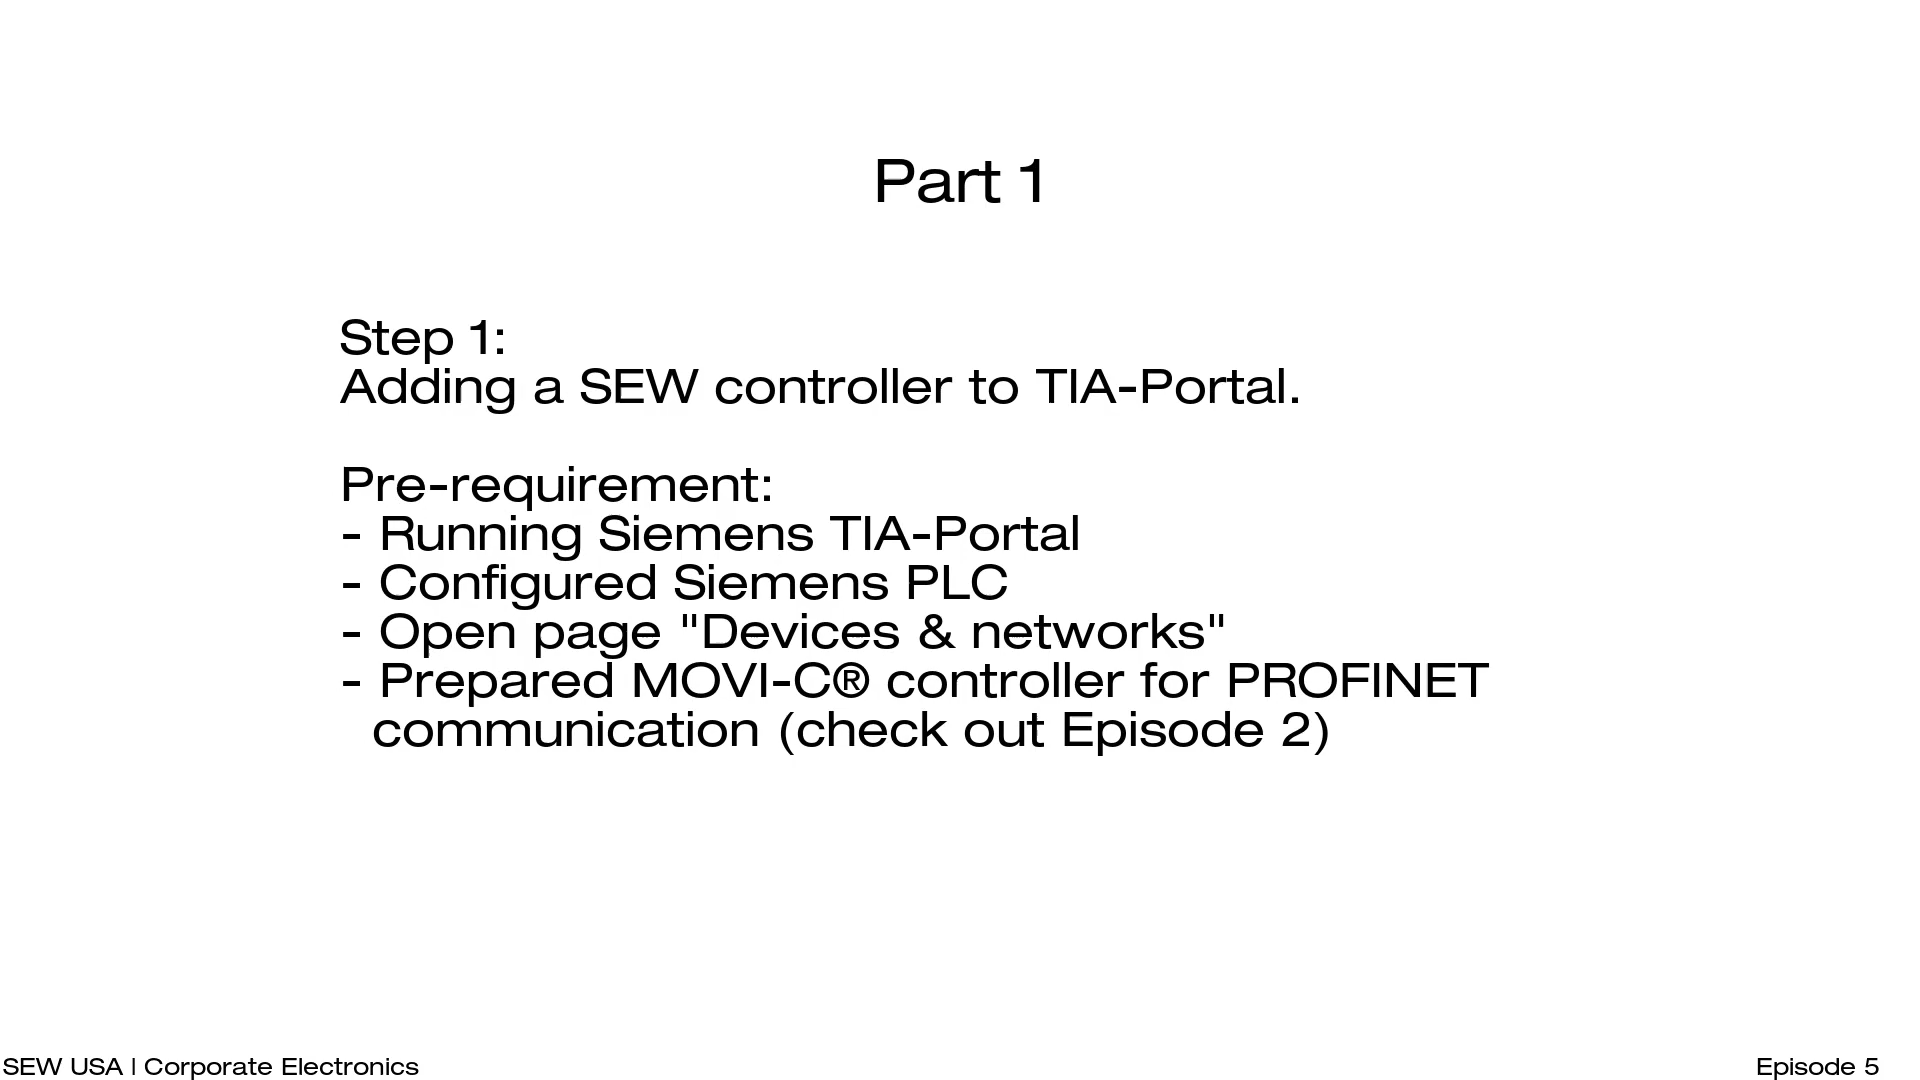 Part 1
Step 1:
Adding a SEW controller to TIA-Portal.
Pre-requirement:
- Running Siemens TIA-Portal
- Configured Siemens PLC
- Open page "Devices & networks"
- Prepared MOVI-C® controller for PROFINET
communication (check out Episode 2)
SEW USA | Corporate Electronics
Episode 5